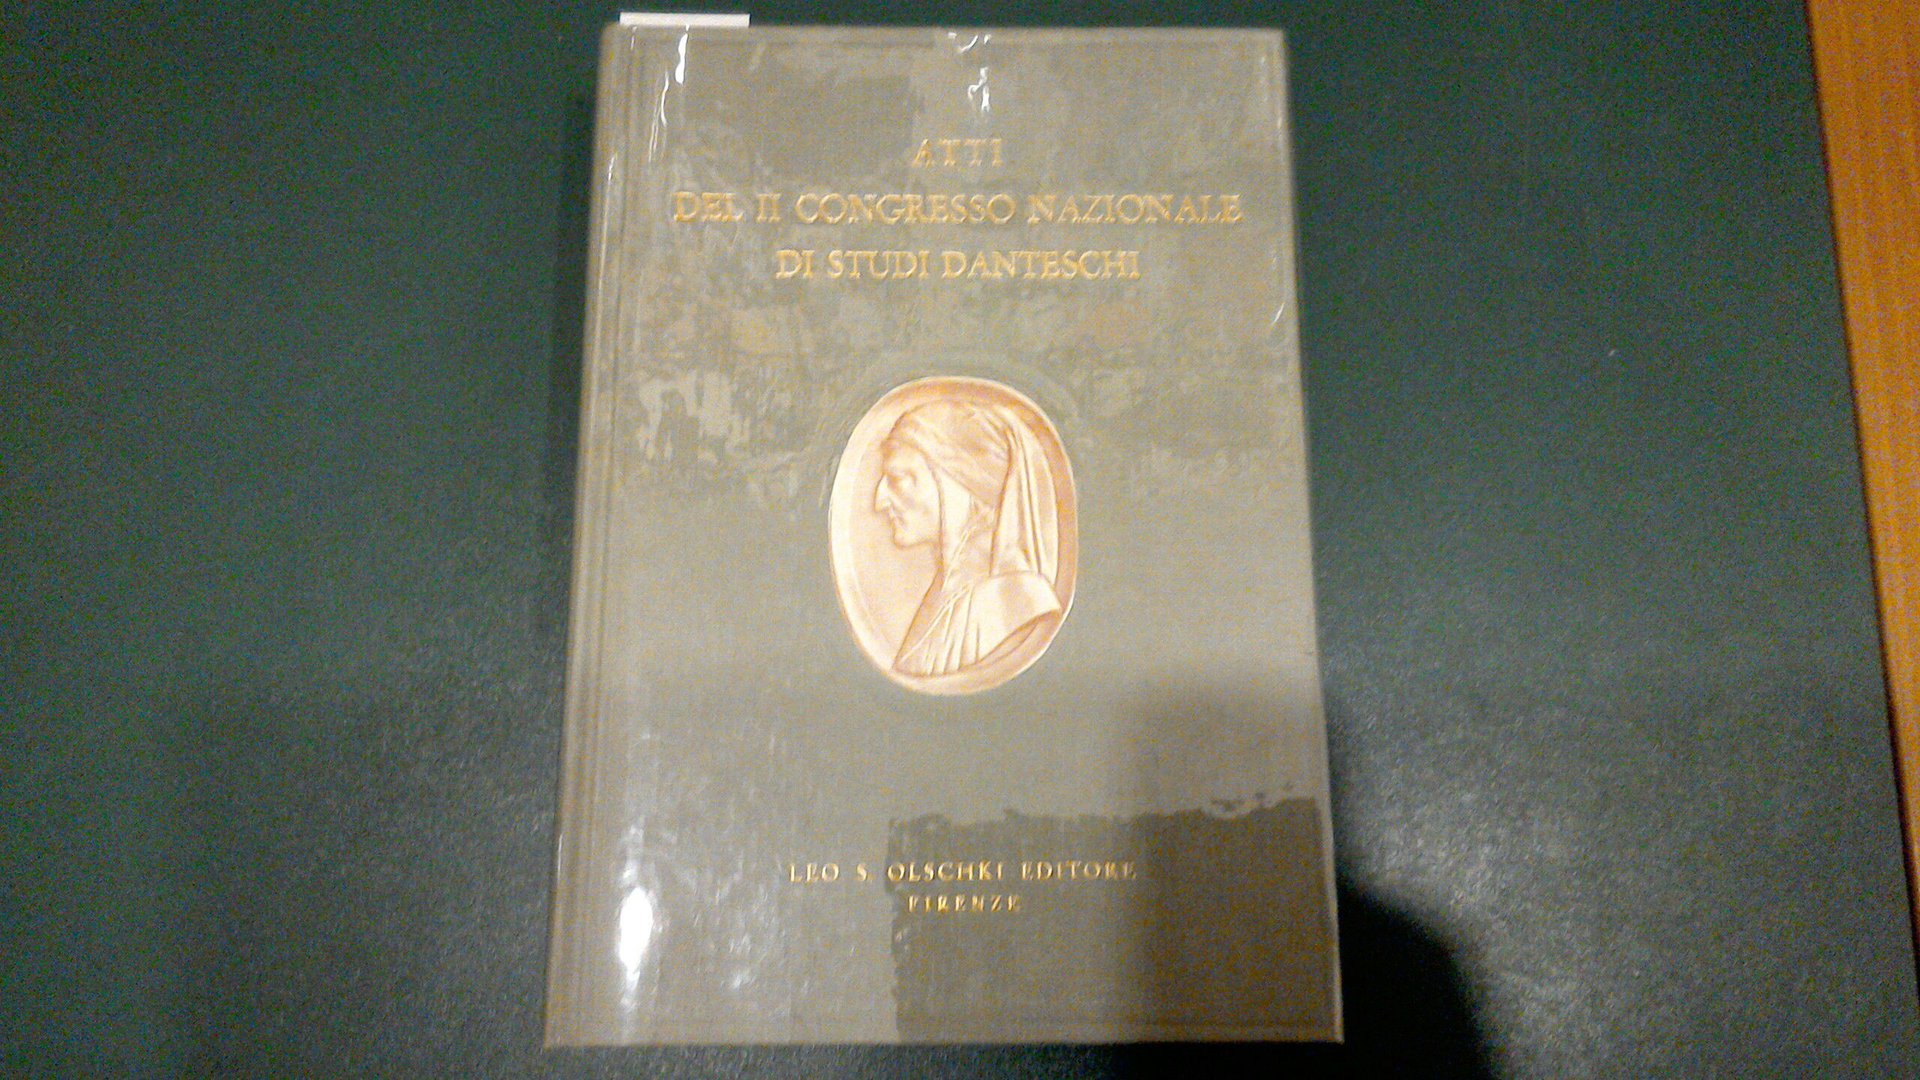 ATTI
DEL II CONGRESSO NAZIONALE
DI STUDI DANTESCHI
LEO S. OLSCHKI EDITORE
FIRENZE